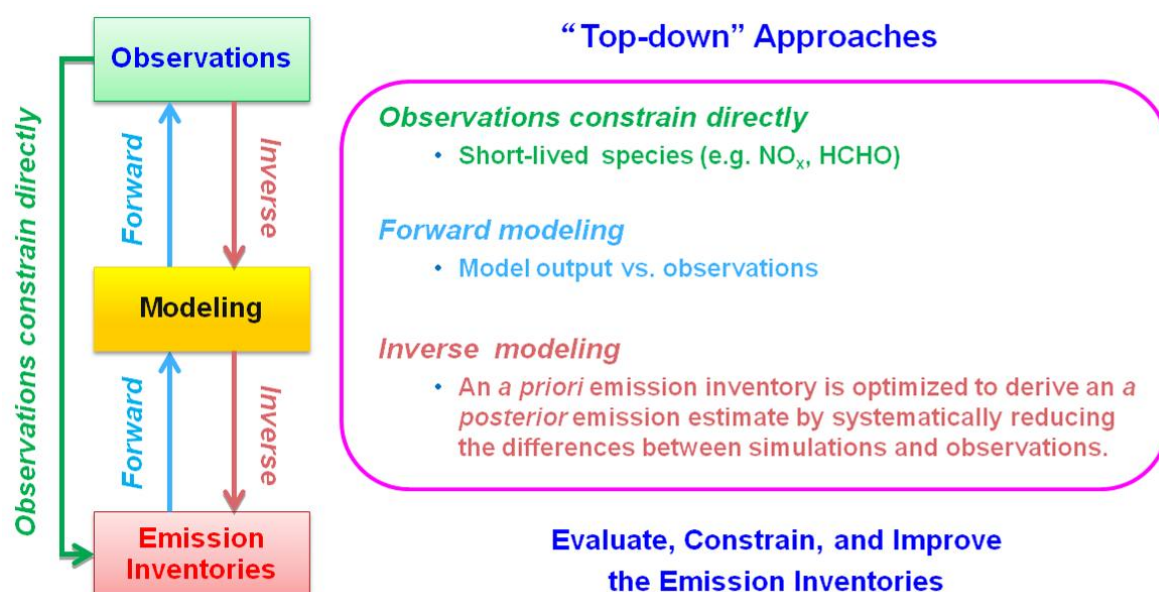 “Top-down” Approaches
Observations
Observations constrain directly
Forward
Inverse
Modeling
Forward
Inverse
Emission
Inventories
Observations constrain directly
• Short-lived species (e.g. NOx, HCHO)
Forward modeling
• Model output vs. observations
Inverse modeling
• An a priori emission inventory is optimized to derive an a
posterior emission estimate by systematically reducing
the differences between simulations and observations.
Evaluate, Constrain, and Improve
the Emission Inventories